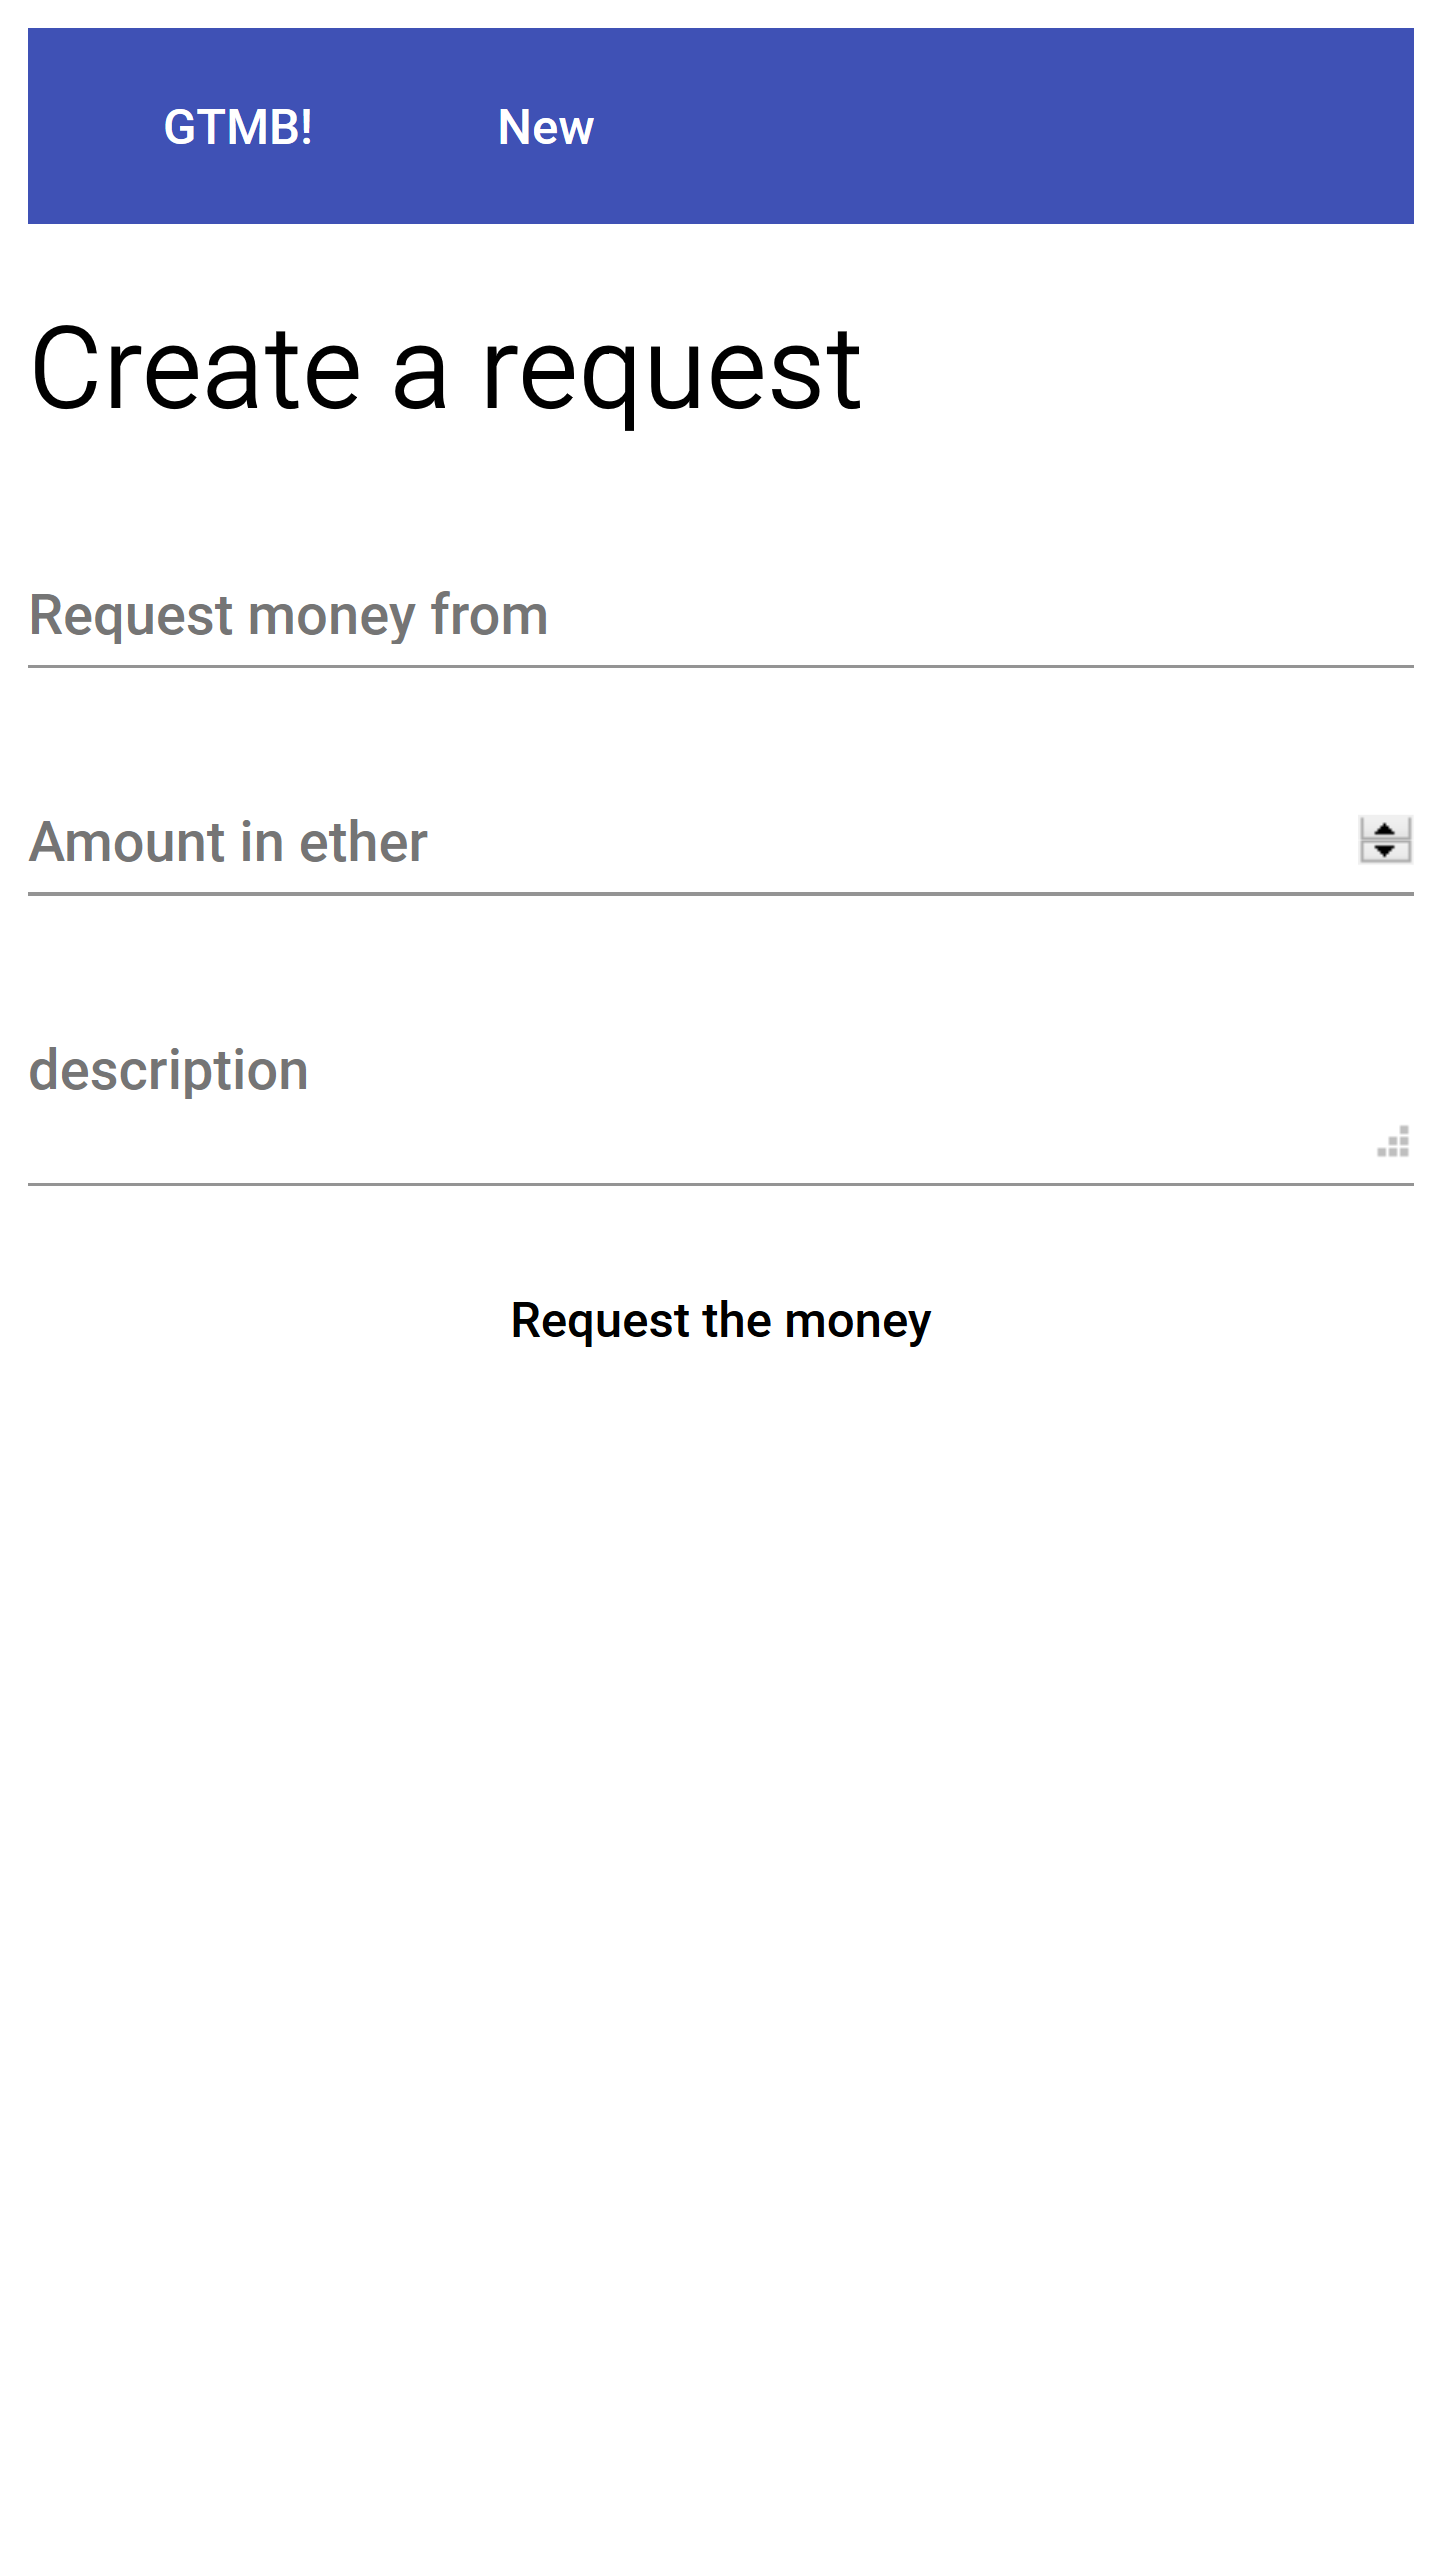 GTMB! New
Create a request
Request money from
Amount in ether
description
Request the money